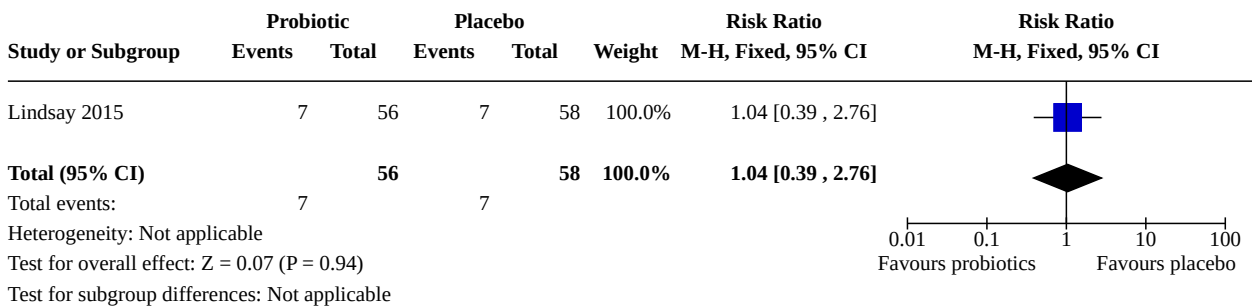 Probiotic Placebo Risk Ratio Risk Ratio
Study or Subgroup Events Total Events Total Weight M-H, Fixed, 95% CI M-H, Fixed, 95% CI
Lindsay 2015 7 56 7 58 100.0% 1.04 [0.39 , 2.76]
Total (95% CI) 56 58 100.0% 1.04 [0.39 , 2.76]
Total events: 7 7
Heterogeneity: Not applicable
0.01 0.1 1 10 100
Test for overall effect: Z = 0.07 (P = 0.94) Favours probiotics Favours placebo
Test for subgroup differences: Not applicable